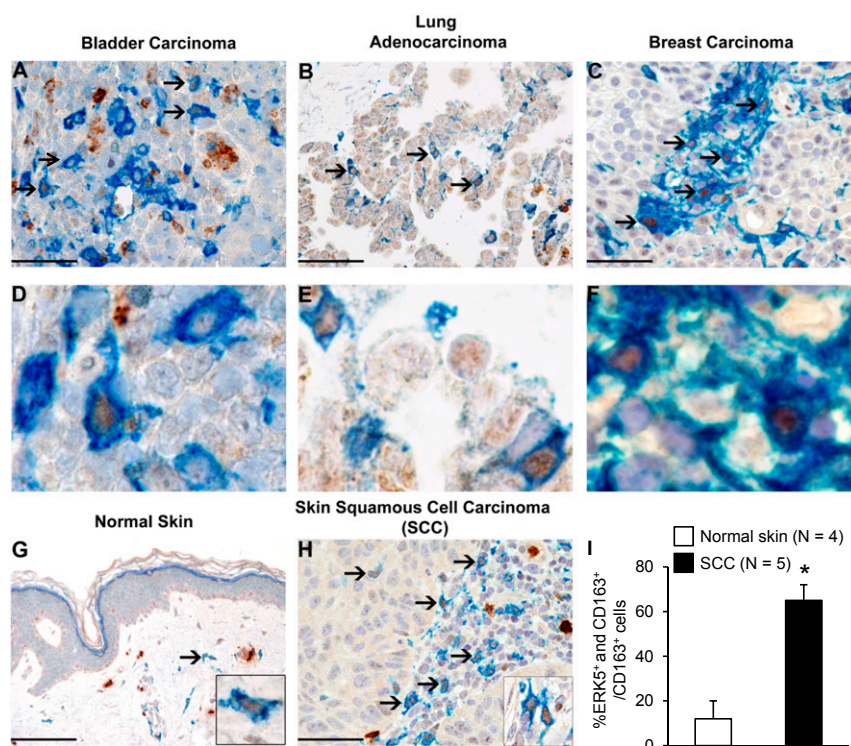 Bladder Carcinoma
Lung
Adenocarcinoma
Breast Carcinoma
A
B
C
D
E
F
Normal Skin
Skin Squamous Cell Carcinoma
(SCC)
G
H
I
Normal skin (N = 4)
SCC (N = 5)
%ERK5⁺ and CD163⁺
/CD163⁺ cells
80
60
40
20
0
*